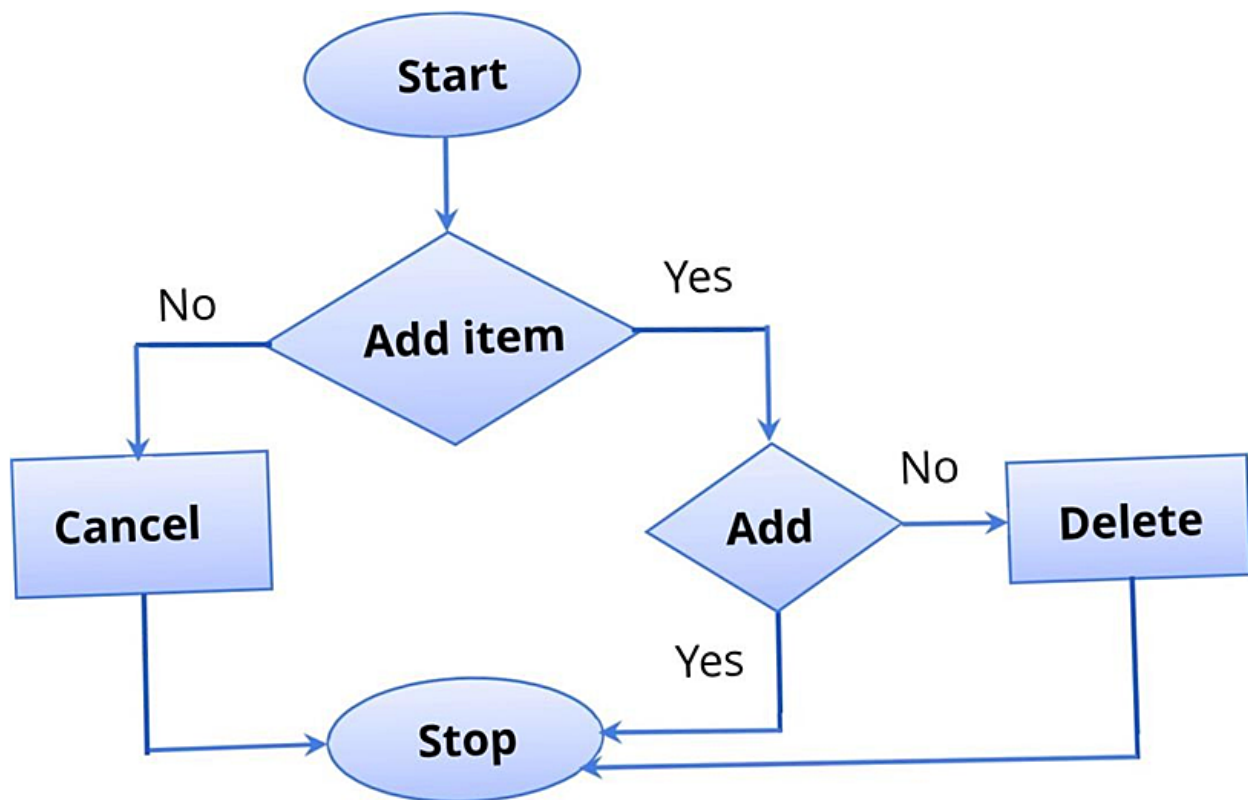 Start
No
Yes
Add item
Cancel
No
Add
Delete
Yes
Stop